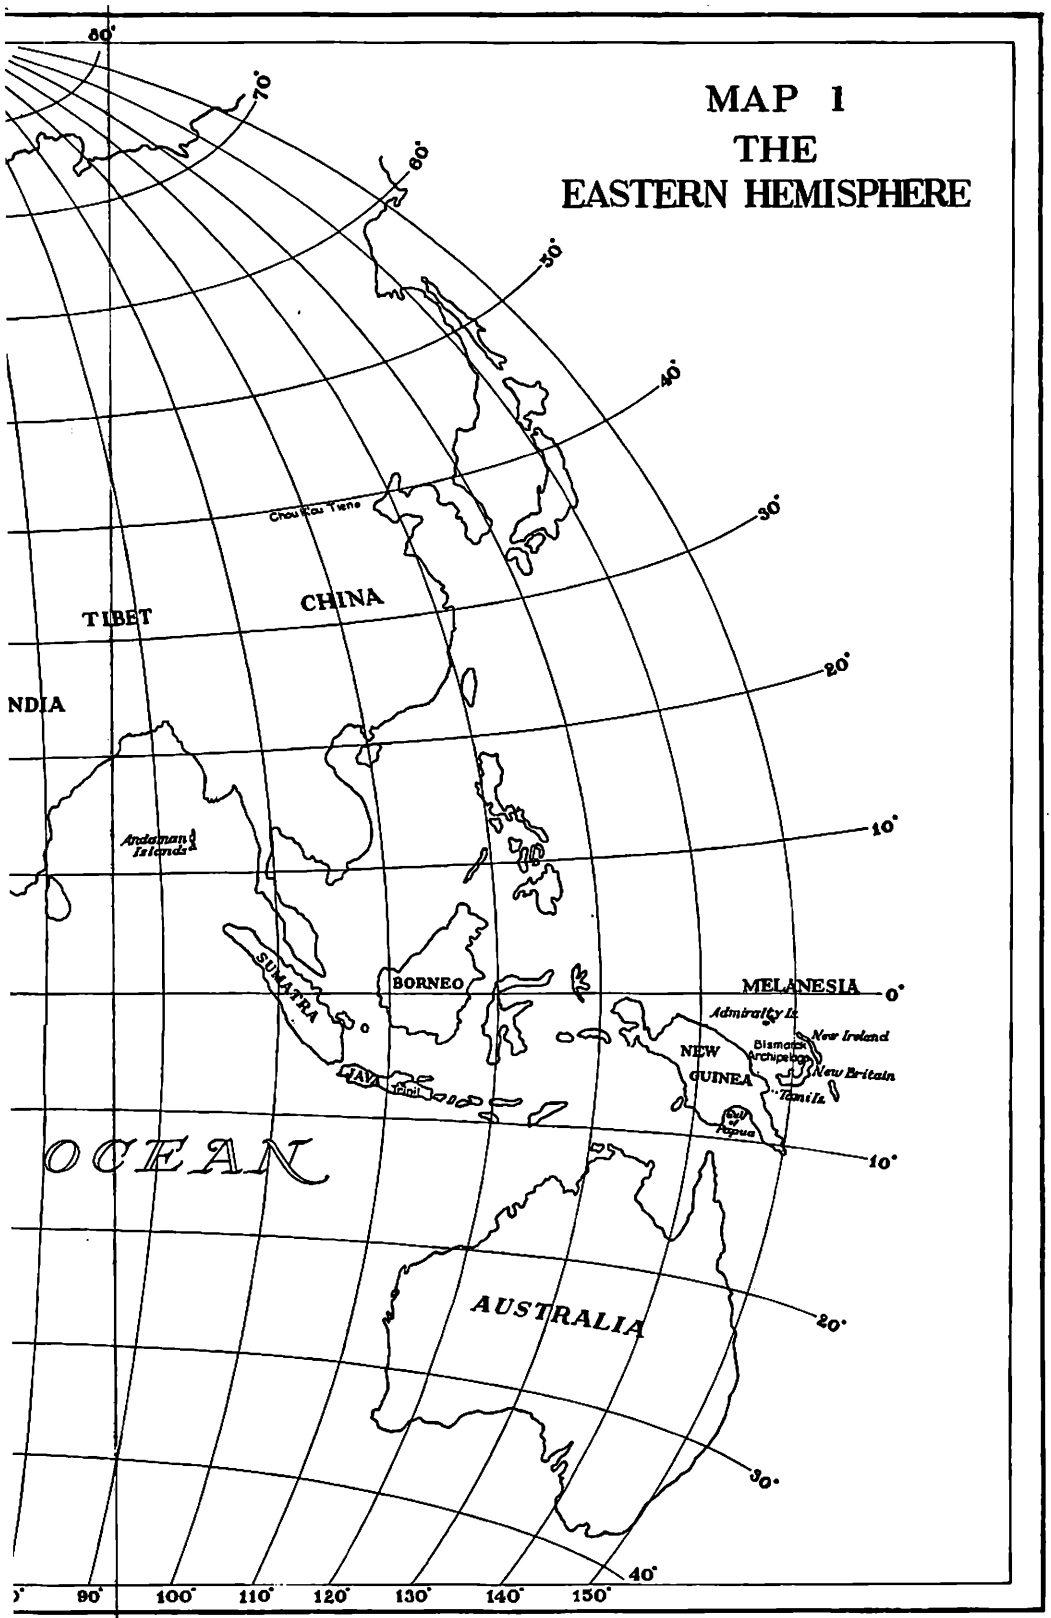 80°
70°
60°
50°
40°
30°
20°
10°
0°
10°
20°
30°
40°
MAP 1
THE
EASTERN HEMISPHERE
Chou Kou Tien
CHINA
TIBET
NDIA
Andaman
Islands
SUMATRA
BORNEO
JAVA
Trinil
MELANESIA
Admiralty Is.
New Ireland
Bismarck
Archipelago
NEW
GUINEA
New Britain
Tami Is.
Gulf
of
Papua
OCEAN
AUSTRALIA
90° 100° 110° 120° 130° 140° 150°